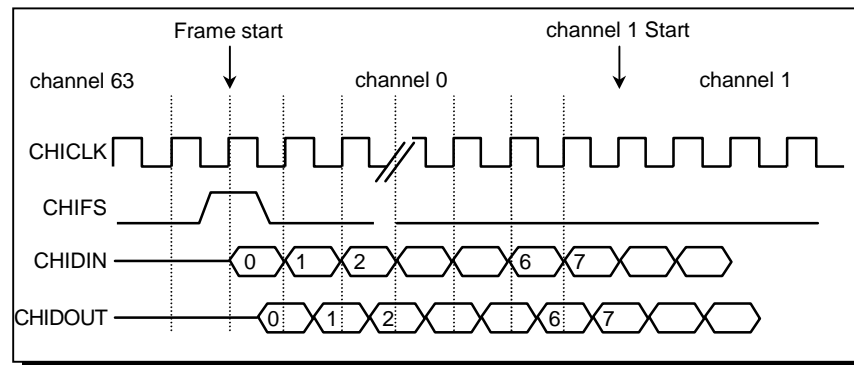 Frame start channel 1 Start
channel 63 channel 0 channel 1
CHICLK
CHIFS
CHIDIN 0 1 2 6 7
CHIDOUT 0 1 2 6 7